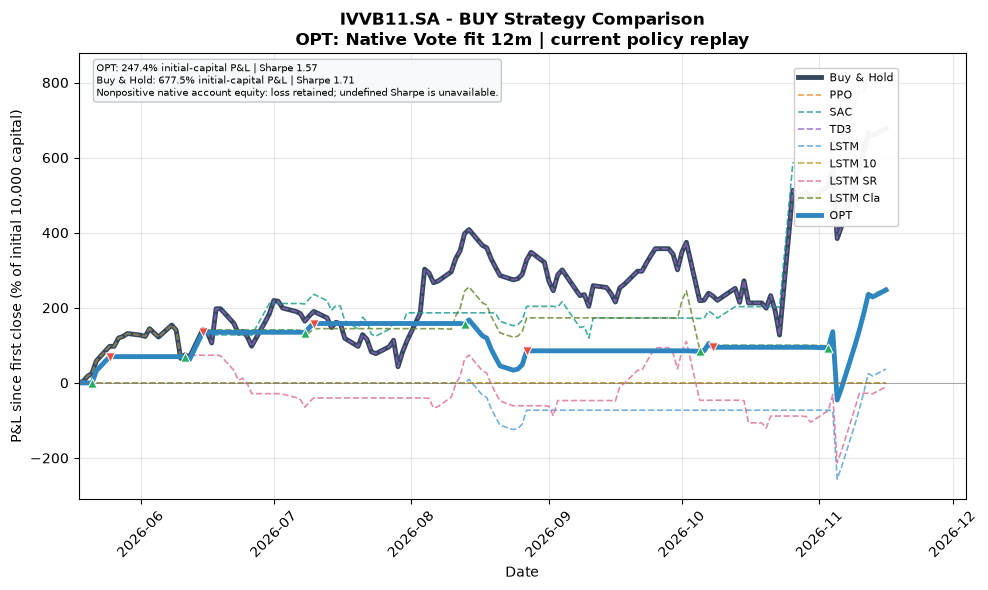 IVVB11.SA - BUY Strategy Comparison
OPT: Native Vote fit 12m | current policy replay
OPT: 247.4% initial-capital P&L | Sharpe 1.57
Buy & Hold: 677.5% initial-capital P&L | Sharpe 1.71
Nonpositive native account equity: loss retained; undefined Sharpe is unavailable.
Buy & Hold
PPO
SAC
TD3
LSTM
LSTM 10
LSTM SR
LSTM Cla
OPT
P&L since first close (% of initial 10,000 capital)
800
600
400
200
0
−200
2026-06
2026-07
2026-08
2026-09
2026-10
2026-11
2026-12
Date